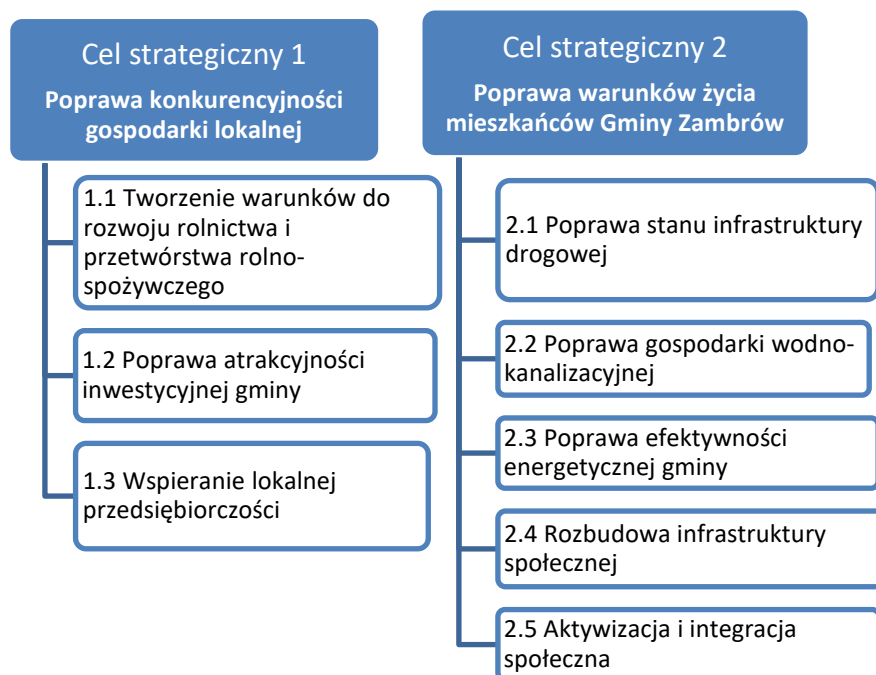 Cel strategiczny 1
Poprawa konkurencyjności
gospodarki lokalnej
1.1 Tworzenie warunków do
rozwoju rolnictwa i
przetwórstwa rolno-
spożywczego
1.2 Poprawa atrakcyjności
inwestycyjnej gminy
1.3 Wspieranie lokalnej
przedsiębiorczości
Cel strategiczny 2
Poprawa warunków życia
mieszkańców Gminy Zambrów
2.1 Poprawa stanu infrastruktury
drogowej
2.2 Poprawa gospodarki wodno-
kanalizacyjnej
2.3 Poprawa efektywności
energetycznej gminy
2.4 Rozbudowa infrastruktury
społecznej
2.5 Aktywizacja i integracja
społeczna